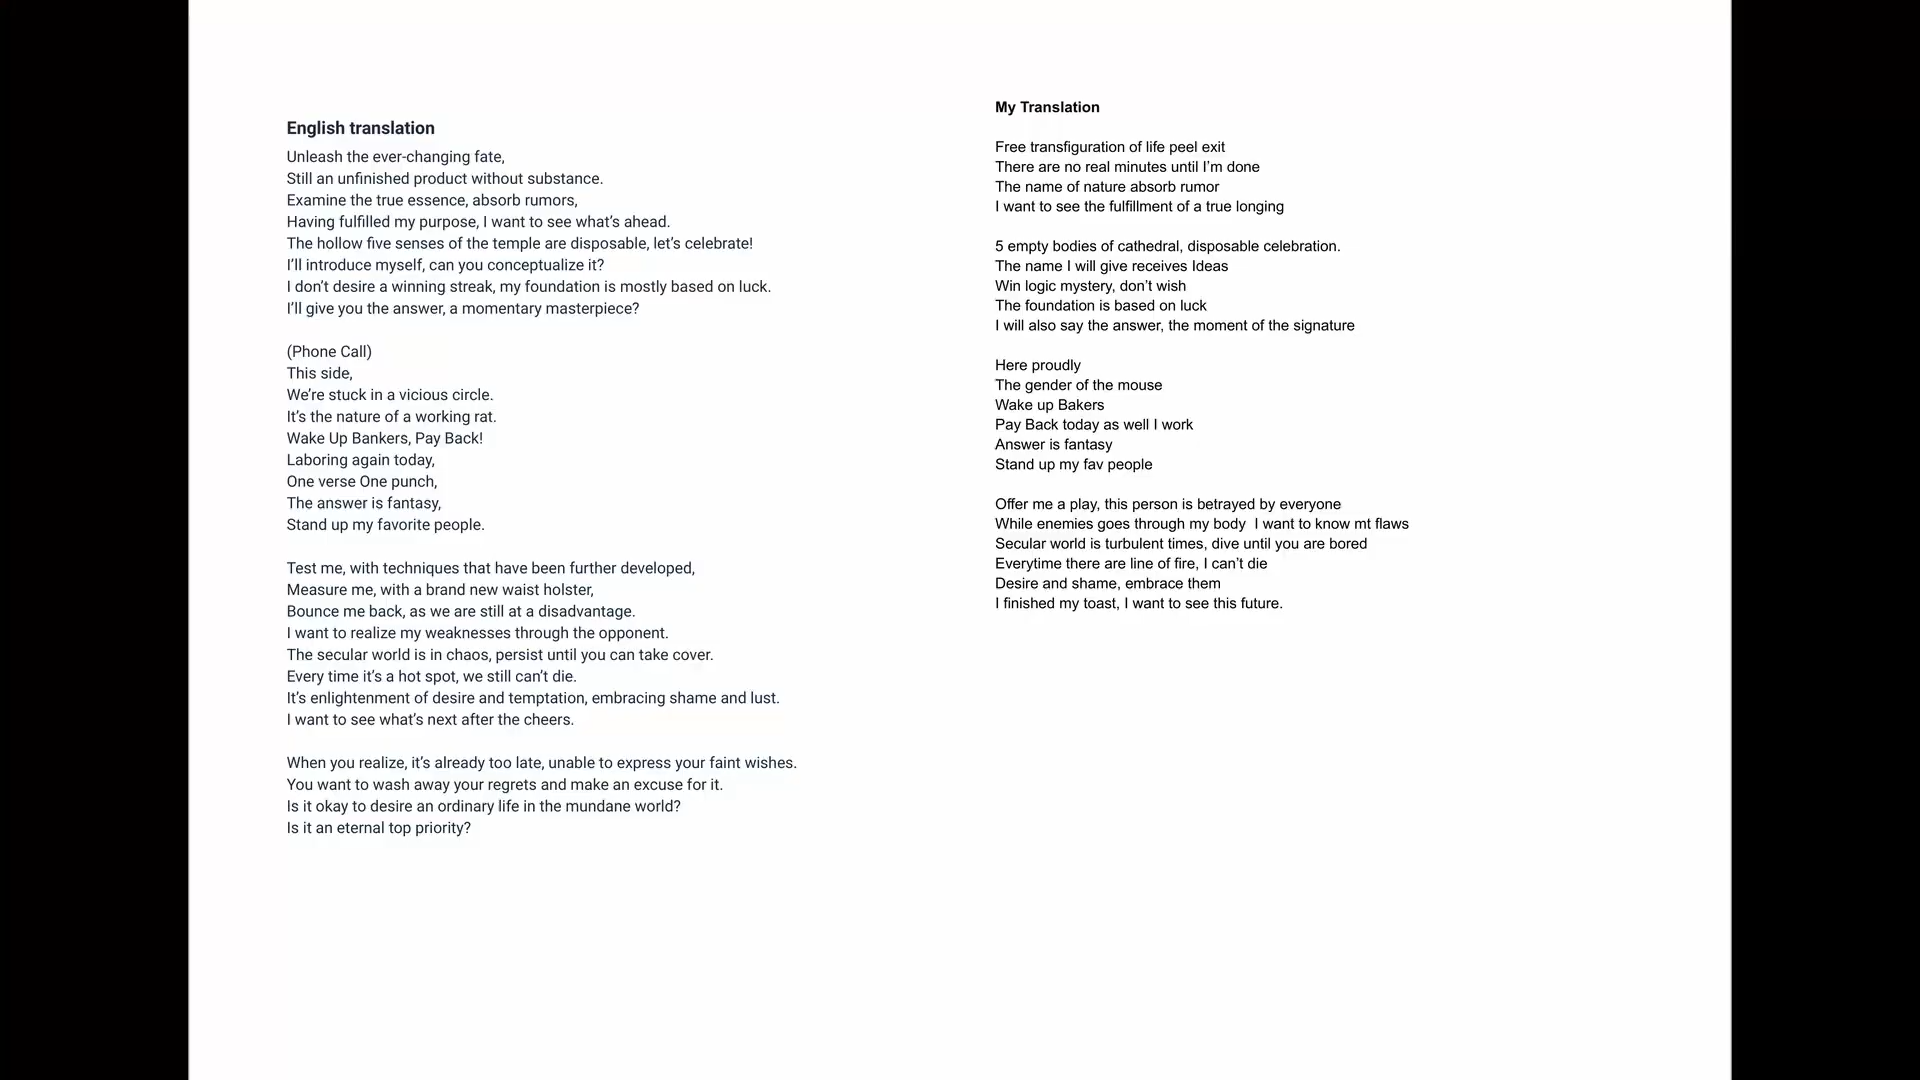 English translation
Unleash the ever-changing fate,
Still an unfinished product without substance.
Examine the true essence, absorb rumors,
Having fulfilled my purpose, I want to see what's ahead.
The hollow five senses of the temple are disposable, let's celebrate!
I'll introduce myself, can you conceptualize it?
I don't desire a winning streak, my foundation is mostly based on luck.
I'll give you the answer, a momentary masterpiece?
(Phone Call)
This side,
We're stuck in a vicious circle.
It's the nature of a working rat.
Wake Up Bankers, Pay Back!
Laboring again today,
One verse One punch,
The answer is fantasy,
Stand up my favorite people.
Test me, with techniques that have been further developed,
Measure me, with a brand new waist holster,
Bounce me back, as we are still at a disadvantage.
I want to realize my weaknesses through the opponent.
The secular world is in chaos, persist until you can take cover.
Every time it's a hot spot, we still can't die.
It's enlightenment of desire and temptation, embracing shame and lust.
I want to see what's next after the cheers.
When you realize, it's already too late, unable to express your faint wishes.
You want to wash away your regrets and make an excuse for it.
Is it okay to desire an ordinary life in the mundane world?
Is it an eternal top priority?
My Translation
Free transfiguration of life peel exit
There are no real minutes until I'm done
The name of nature absorb rumor
I want to see the fulfillment of a true longing
5 empty bodies of cathedral, disposable celebration.
The name I will give receives Ideas
Win logic mystery, don't wish
The foundation is based on luck
I will also say the answer, the moment of the signature
Here proudly
The gender of the mouse
Wake up Bakers
Pay Back today as well I work
Answer is fantasy
Stand up my fav people
Offer me a play, this person is betrayed by everyone
While enemies goes through my body  I want to know mt flaws
Secular world is turbulent times, dive until you are bored
Everytime there are line of fire, I can't die
Desire and shame, embrace them
I finished my toast, I want to see this future.